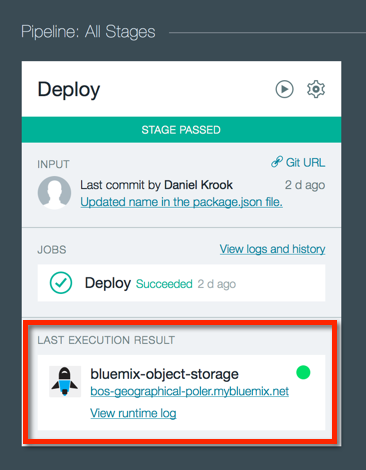 Pipeline: All Stages
Deploy
STAGE PASSED
INPUT
Git URL
Last commit by Daniel Krook 2 d ago
Updated name in the package.json file.
JOBS
View logs and history
Deploy Succeeded 2 d ago
LAST EXECUTION RESULT
bluemix-object-storage
bos-geographical-poler.mybluemix.net
View runtime log